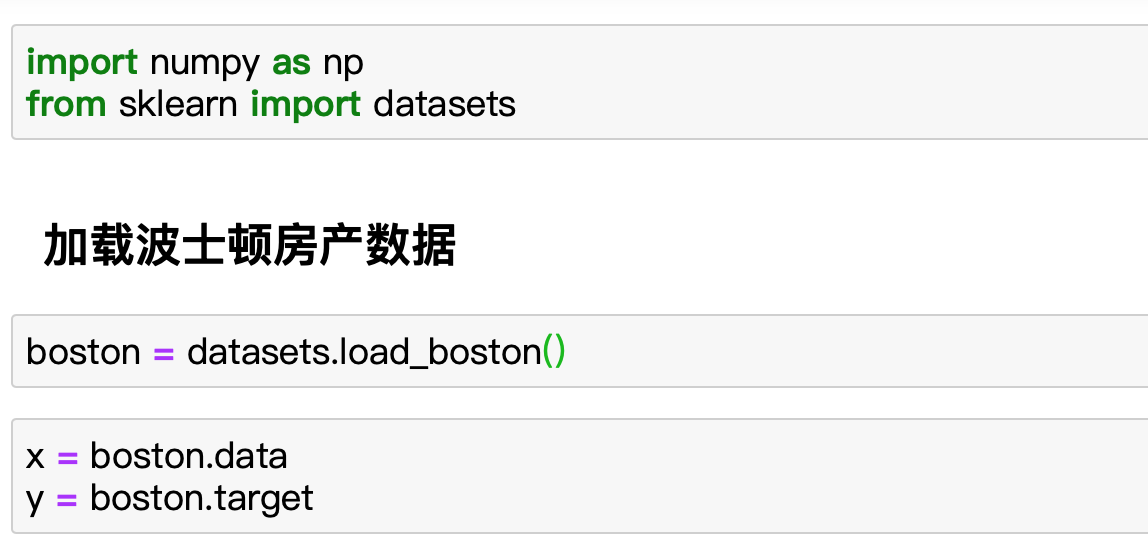 import numpy as np
from sklearn import datasets
加载波士顿房产数据
boston = datasets.load_boston()
x = boston.data
y = boston.target